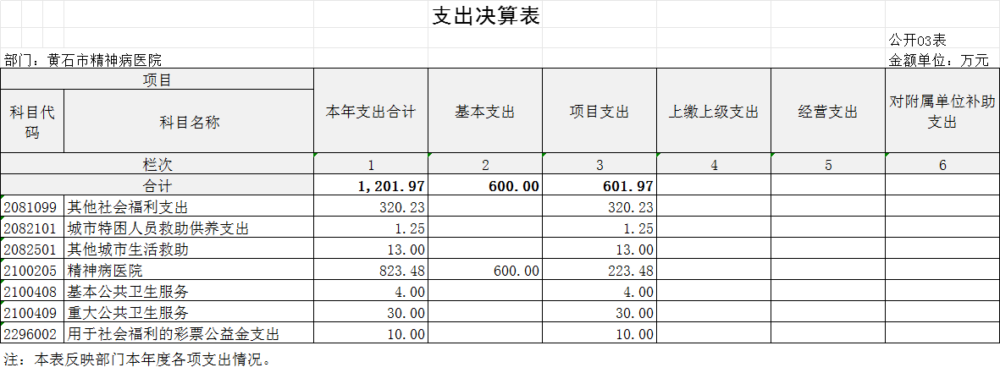 支出决算表
公开03表
部门：黄石市精神病医院 金额单位：万元
项目 本年支出合计 基本支出 项目支出 上缴上级支出 经营支出 对附属单位补助支出
科目代码 科目名称
栏次 1 2 3 4 5 6
合计 1,201.97 600.00 601.97
2081099 其他社会福利支出 320.23 320.23
2082101 城市特困人员救助供养支出 1.25 1.25
2082501 其他城市生活救助 13.00 13.00
2100205 精神病医院 823.48 600.00 223.48
2100408 基本公共卫生服务 4.00 4.00
2100409 重大公共卫生服务 30.00 30.00
2296002 用于社会福利的彩票公益金支出 10.00 10.00
注：本表反映部门本年度各项支出情况。